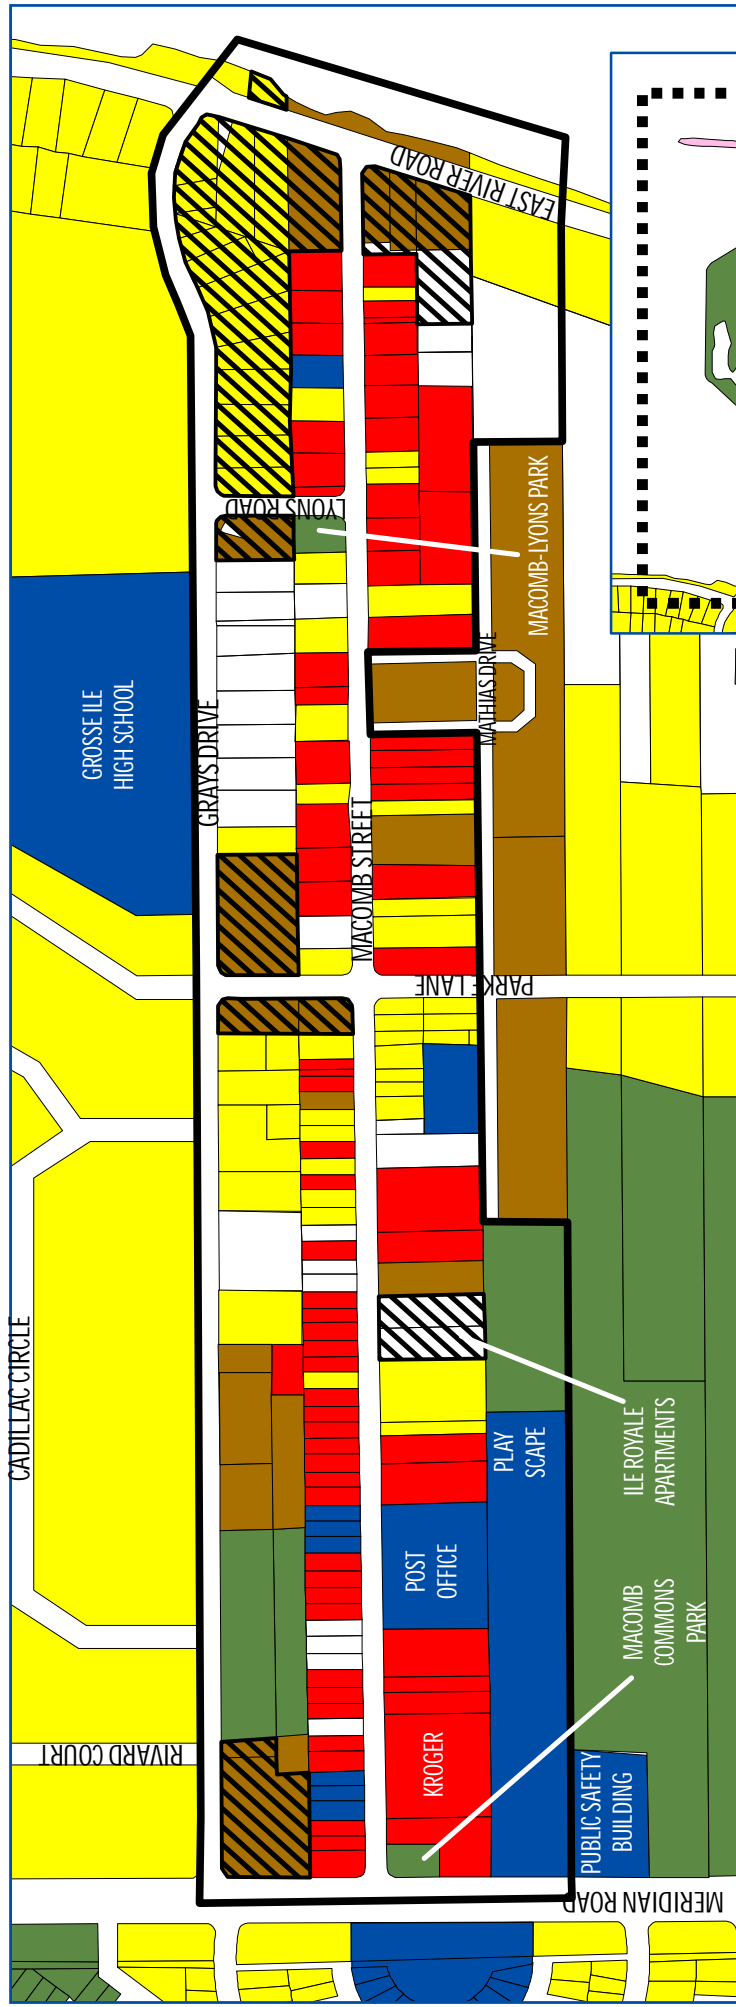 EAST RIVER ROAD
LYONS ROAD
MACOMB-LYONS PARK
GROSSE ILE
HIGH SCHOOL
MATHIAS DRIVE
GRAYS DRIVE
MACOMB STREET
PARKE LANE
CADILLAC CIRCLE
PLAY
SCAPE
ILE ROYALE
APARTMENTS
POST
OFFICE
MACOMB
COMMONS
PARK
RIVARD COURT
KROGER
PUBLIC SAFETY
BUILDING
MERIDIAN ROAD